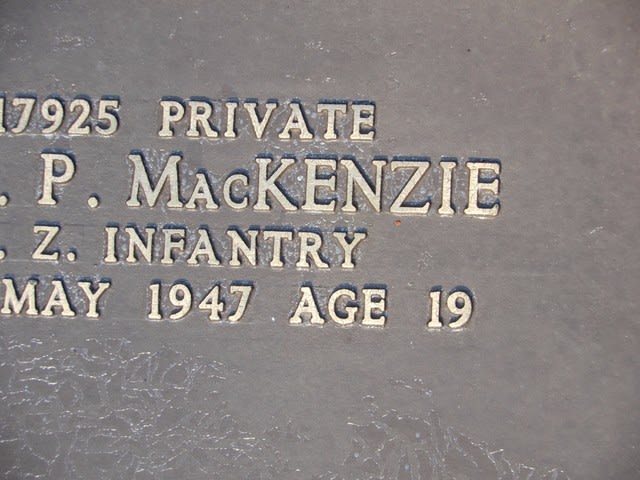 17925 PRIVATE
. P. MacKENZIE
. Z. INFANTRY
MAY 1947 AGE 19